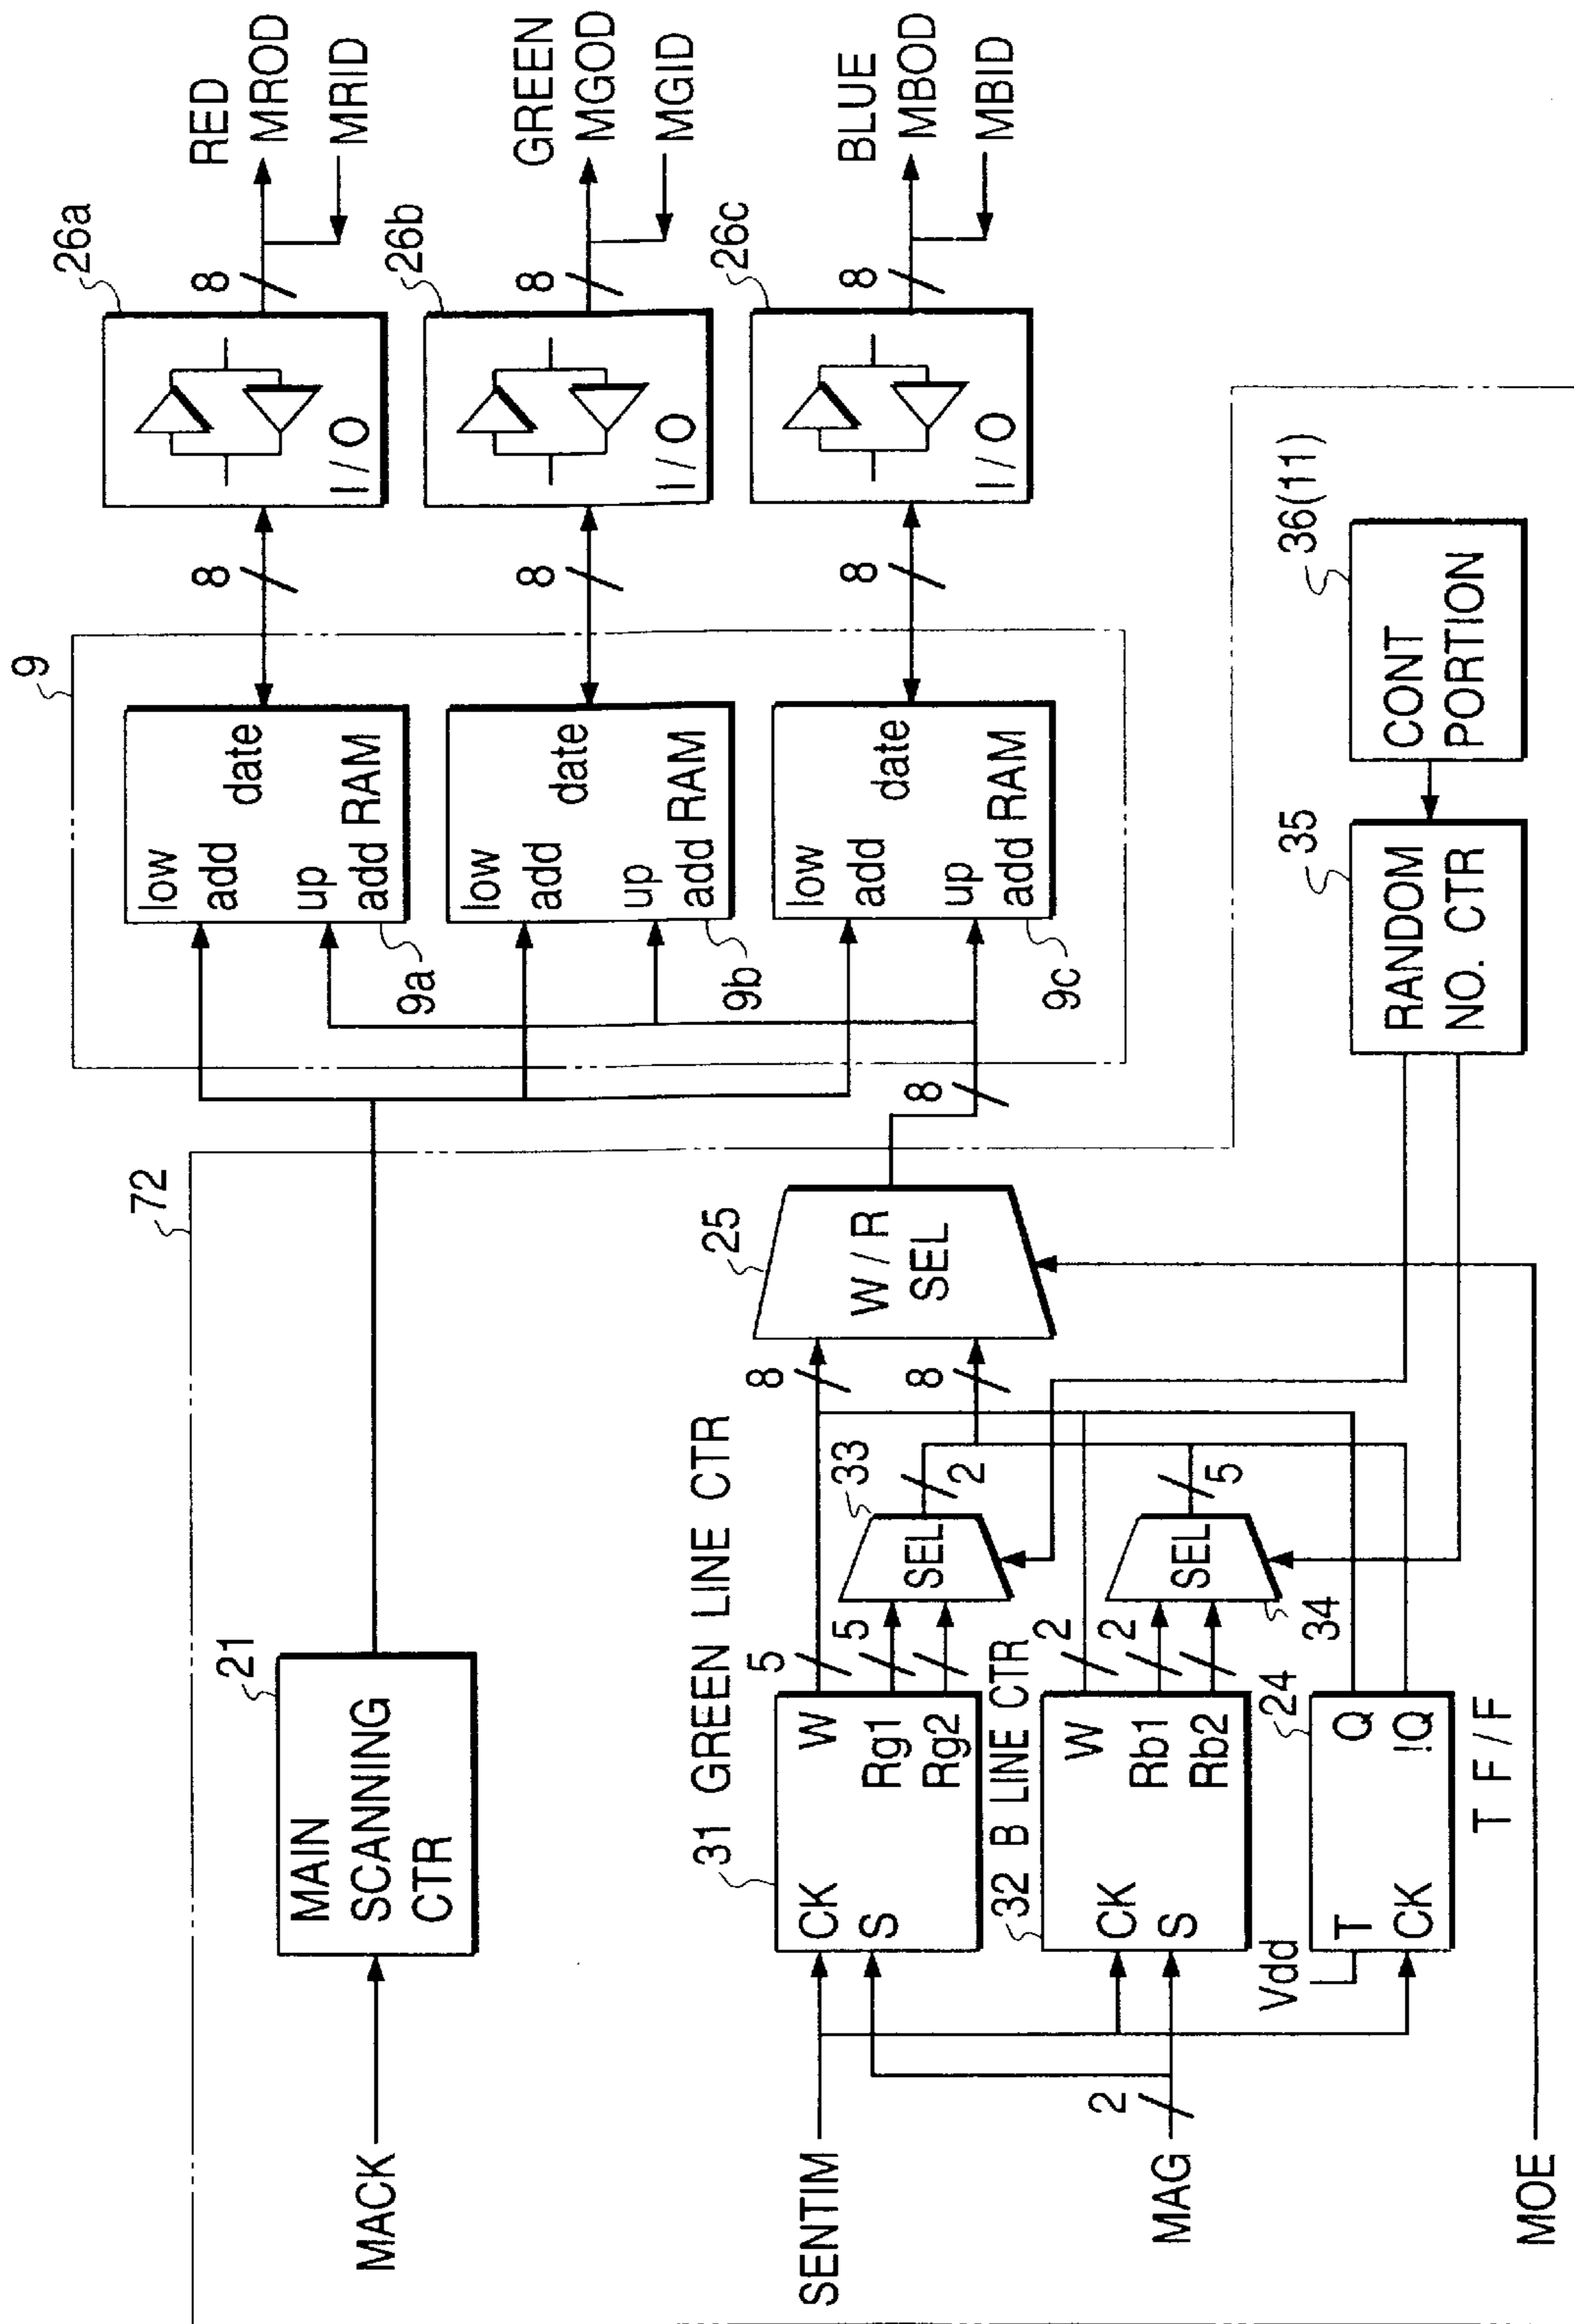 RED
MROD
MRID
GREEN
MGOD
MGID
BLUE
MBOD
MBID
26a
8
I / O
26b
8
I / O
26c
8
I / O
8
8
8
9
low
add
date
up
add RAM
9a
low
add
date
up
add RAM
9b
low
add
date
up
add RAM
9c
36(11)
CONT
PORTION
35
RANDOM
NO. CTR
72
8
25
W / R
SEL
8
8
21
MAIN
SCANNING
CTR
MACK
31 GREEN LINE CTR
CK
S
W
Rg1
Rg2
5
5
33
SEL
2
32 B LINE CTR
CK
S
W
Rb1
Rb2
2
2
34
SEL
5
24
Vdd
T
CK
Q
!Q
T F / F
SENTIM
2
MAG
MOE